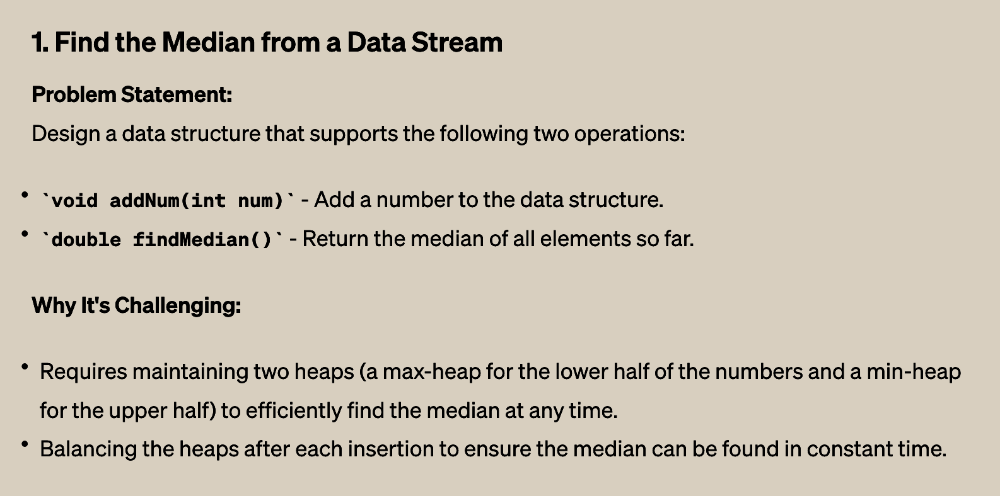 1. Find the Median from a Data Stream
Problem Statement:
Design a data structure that supports the following two operations:
• `void addNum(int num)` - Add a number to the data structure.
• `double findMedian()` - Return the median of all elements so far.
Why It's Challenging:
• Requires maintaining two heaps (a max-heap for the lower half of the numbers and a min-heap
for the upper half) to efficiently find the median at any time.
• Balancing the heaps after each insertion to ensure the median can be found in constant time.